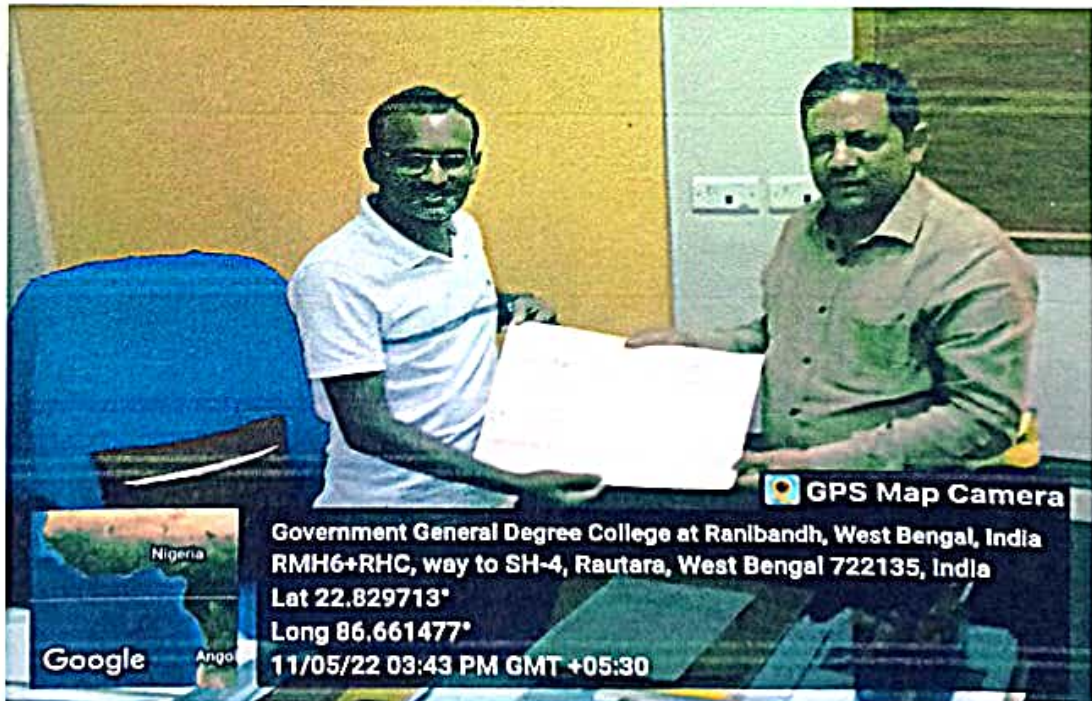 GPS Map Camera
Government General Degree College at Ranibandh, West Bengal, India
RMH6+RHC, way to SH-4, Rautara, West Bengal 722135, India
Lat 22.829713°
Long 86.661477°
11/05/22 03:43 PM GMT +05:30
Nigeria
Google
Ango